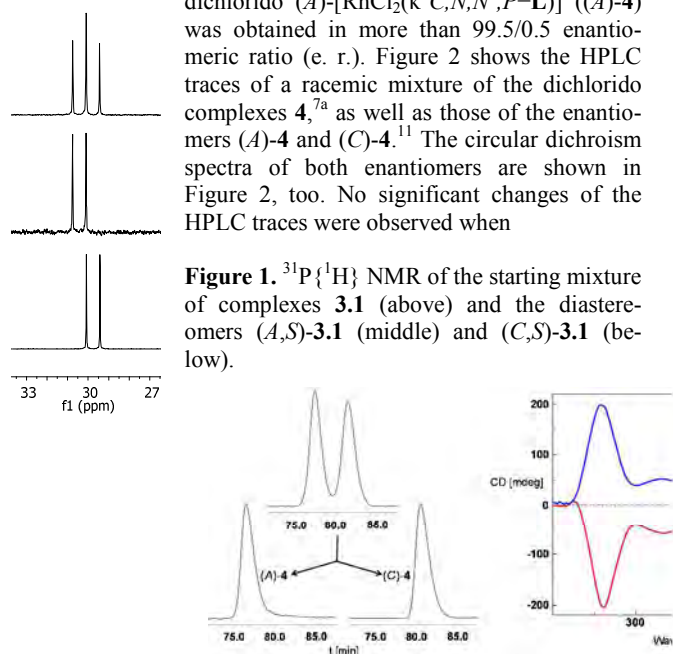 dichlorido (A)-[RhCl2(k C,N,N ,P=L)] ((A)-4)
was obtained in more than 99.5/0.5 enantio-
meric ratio (e. r.). Figure 2 shows the HPLC
traces of a racemic mixture of the dichlorido
complexes 4,7a as well as those of the enantio-
mers (A)-4 and (C)-4.11 The circular dichroism
spectra of both enantiomers are shown in
Figure 2, too. No significant changes of the
HPLC traces were observed when
Figure 1. 31P{1H} NMR of the starting mixture
of complexes 3.1 (above) and the diastere-
omers (A,S)-3.1 (middle) and (C,S)-3.1 (be-
low).
33 30 27
f1 (ppm)
75.0 80.0 85.0
(A)-4 (C)-4
75.0 80.0 85.0 75.0 80.0 85.0
t [min]
200
100
CD [mdeg]
0
-100
-200
300